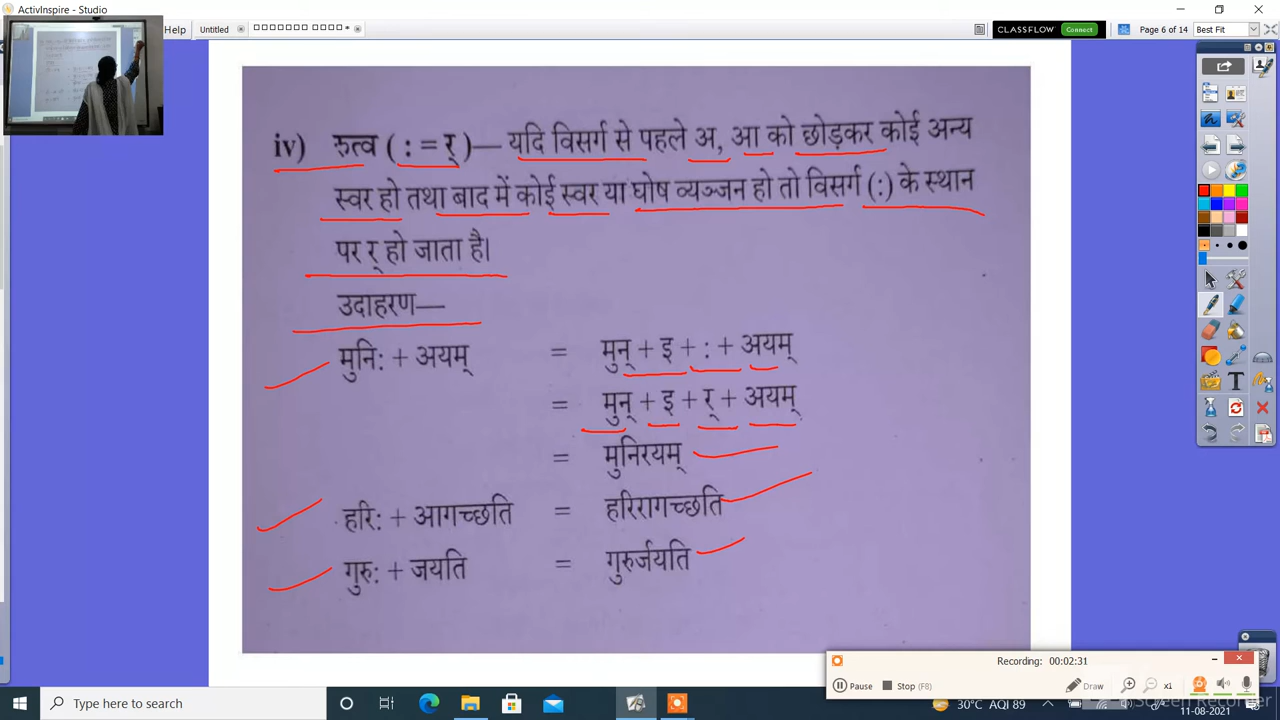 ActivInspire - Studio
Help
Untitled
CLASSFLOW Connect
Page 6 of 14
Best Fit
iv) रुत्व ( : = र् )— यदि विसर्ग से पहले अ, आ को छोड़कर कोई अन्य
स्वर हो तथा बाद में कोई स्वर या घोष व्यञ्जन हो तो विसर्ग (:) के स्थान
पर र् हो जाता है।
उदाहरण—
मुनि: + अयम् = मुन् + इ + : + अयम्
= मुन् + इ + र् + अयम्
= मुनिरयम्
हरि: + आगच्छति = हरिरागच्छति
गुरु: + जयति = गुरुर्जयति
Recording: 00:02:31
Pause
Stop (F8)
Draw
x1
Type here to search
30°C AQI 89
11-08-2021